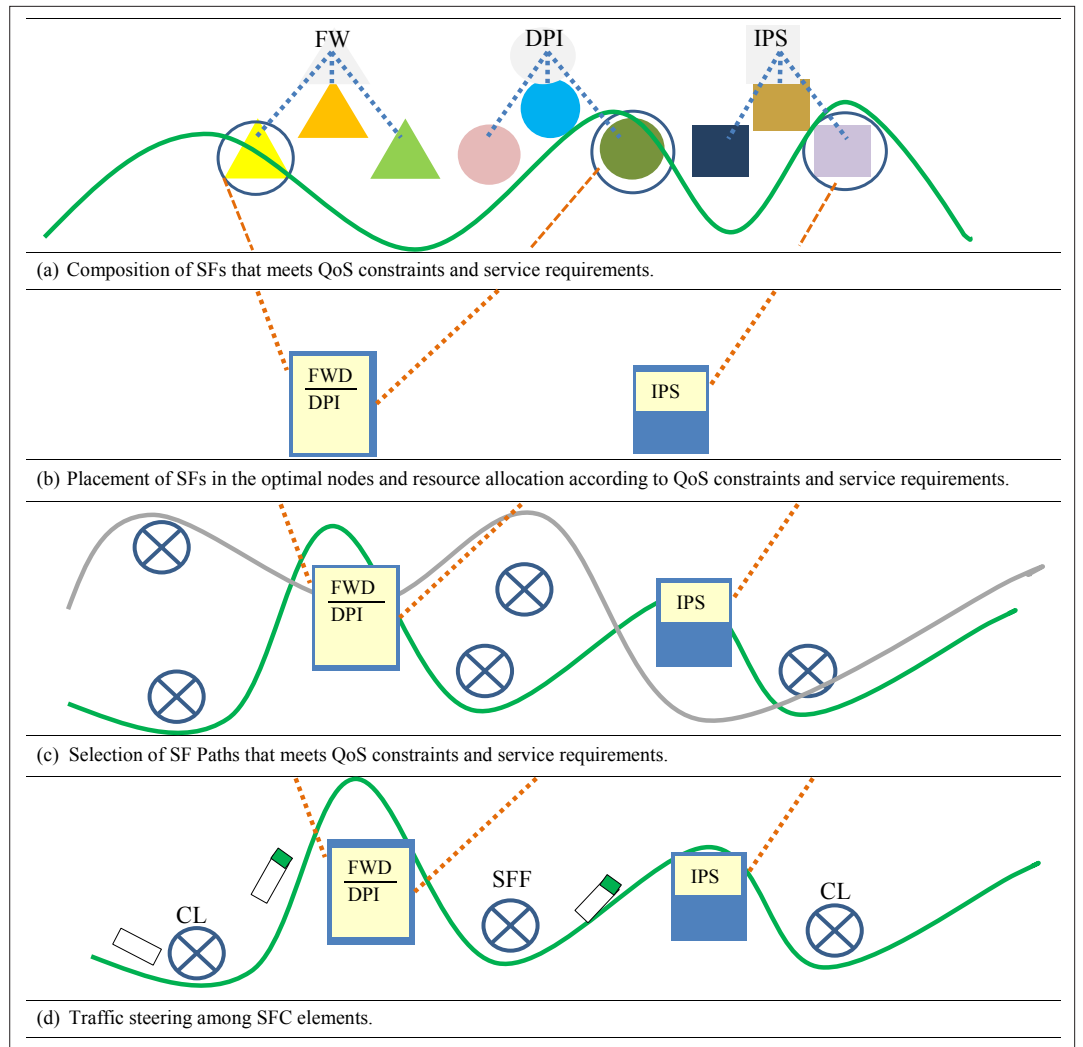 FW DPI IPS
(a) Composition of SFs that meets QoS constraints and service requirements.
FWD
DPI
IPS
(b) Placement of SFs in the optimal nodes and resource allocation according to QoS constraints and service requirements.
FWD
DPI
IPS
(c) Selection of SF Paths that meets QoS constraints and service requirements.
FWD
DPI
IPS
SFF
CL
CL
(d) Traffic steering among SFC elements.